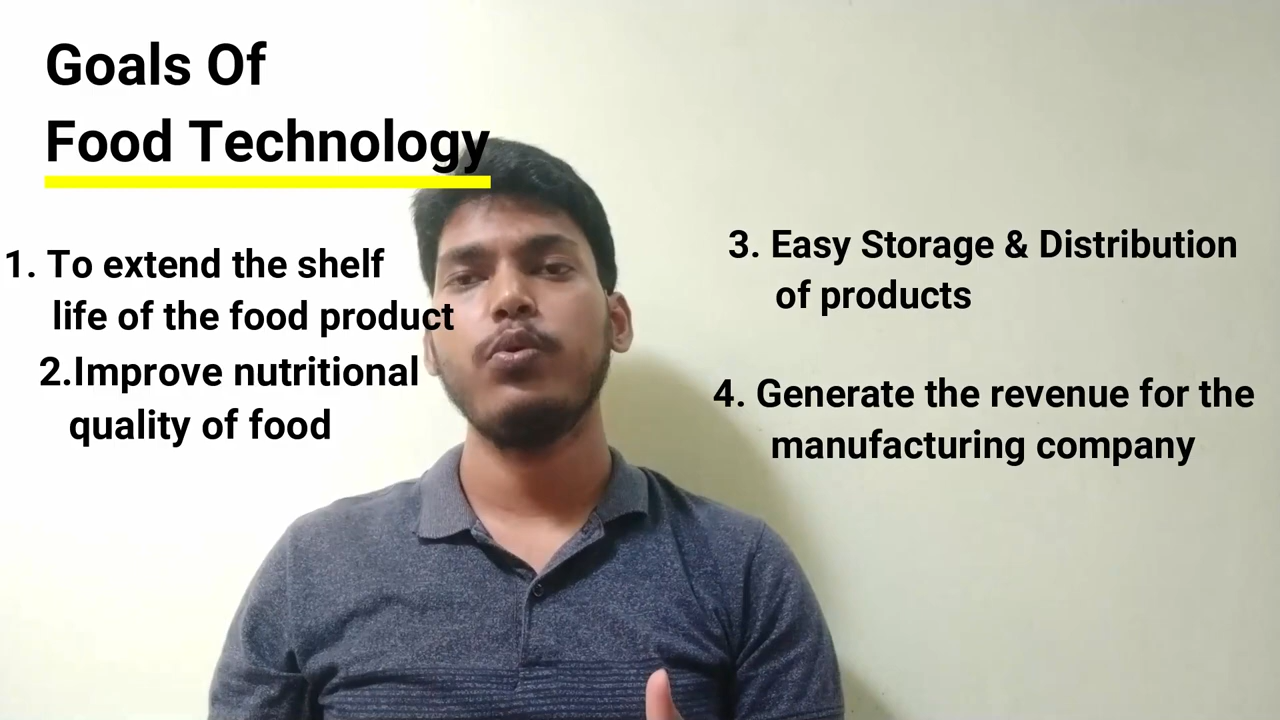 Goals Of
Food Technology
1. To extend the shelf
life of the food product
2.Improve nutritional
quality of food
3. Easy Storage & Distribution
of products
4. Generate the revenue for the
manufacturing company